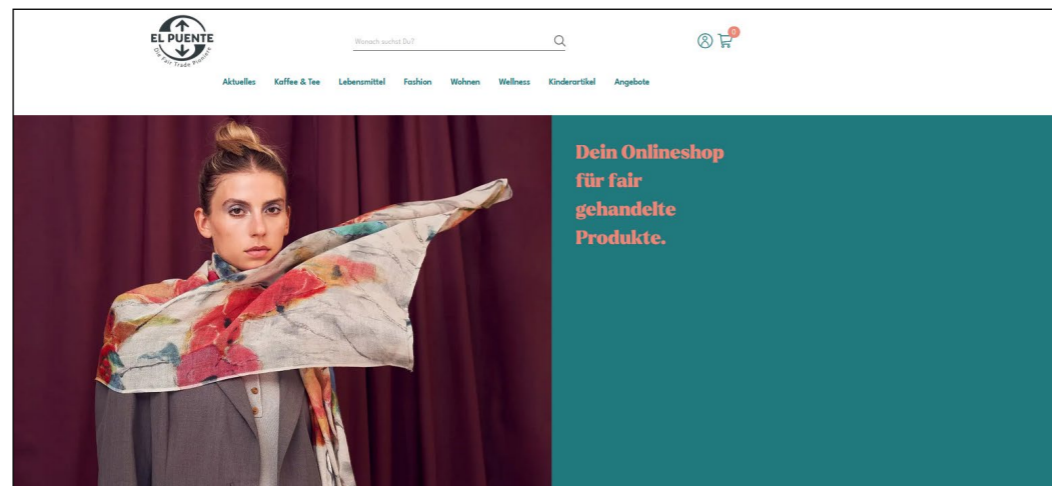 EL PUENTE
Die Fair Trade Pioniere
Wonach suchst Du?
0
Aktuelles Kaffee & Tee Lebensmittel Fashion Wohnen Wellness Kinderartikel Angebote
Dein Onlineshop
für fair
gehandelte
Produkte.